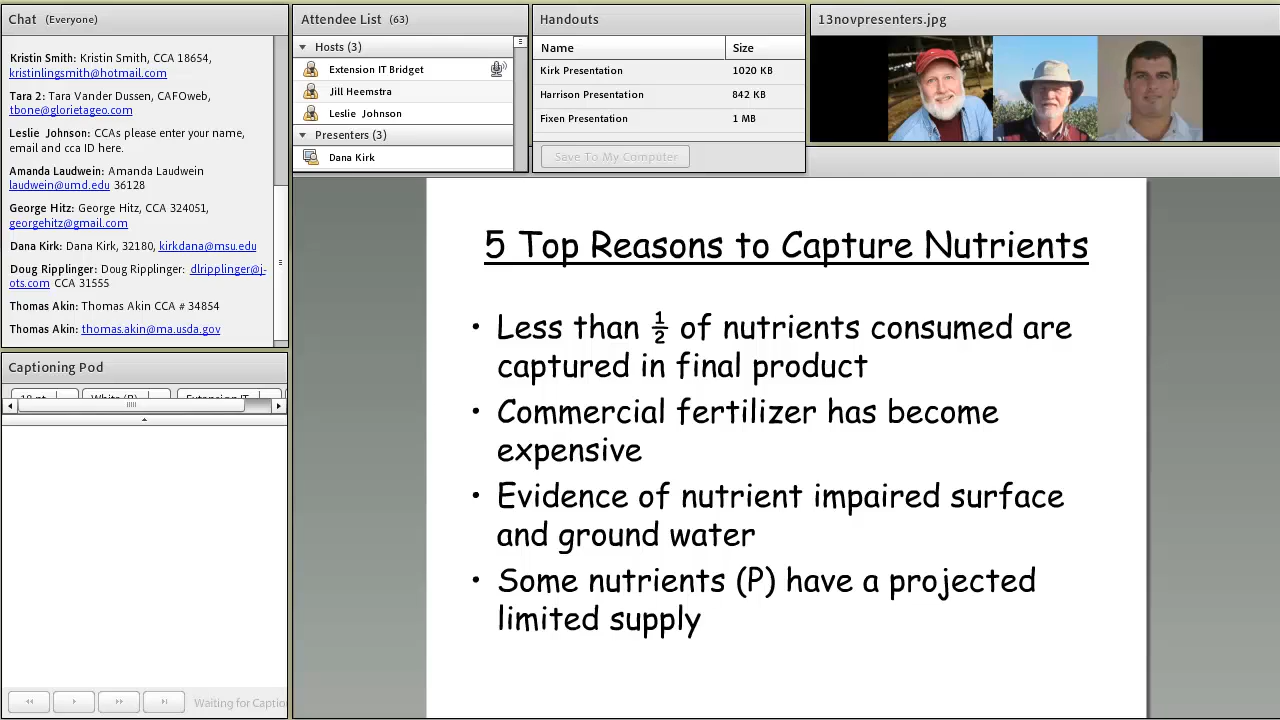 Chat (Everyone)
Kristin Smith: Kristin Smith, CCA 18654,
kristinlingsmith@hotmail.com
Tara 2: Tara Vander Dussen, CAFOweb,
tbone@glorietageo.com
Leslie Johnson: CCAs please enter your name,
email and cca ID here.
Amanda Laudwein: Amanda Laudwein
laudwein@umd.edu 36128
George Hitz: George Hitz, CCA 324051,
georgehitz@gmail.com
Dana Kirk: Dana Kirk, 32180, kirkdana@msu.edu
Doug Ripplinger: Doug Ripplinger: dlripplinger@j-
ots.com CCA 31555
Thomas Akin: Thomas Akin CCA # 34854
Thomas Akin: thomas.akin@ma.usda.gov
Captioning Pod
Waiting for Captio
Attendee List (63)
Hosts (3)
Extension IT Bridget
Jill Heemstra
Leslie Johnson
Presenters (3)
Dana Kirk
Handouts
Name Size
Kirk Presentation 1020 KB
Harrison Presentation 842 KB
Fixen Presentation 1 MB
Save To My Computer
13novpresenters.jpg
5 Top Reasons to Capture Nutrients
• Less than ½ of nutrients consumed are
captured in final product
• Commercial fertilizer has become
expensive
• Evidence of nutrient impaired surface
and ground water
• Some nutrients (P) have a projected
limited supply